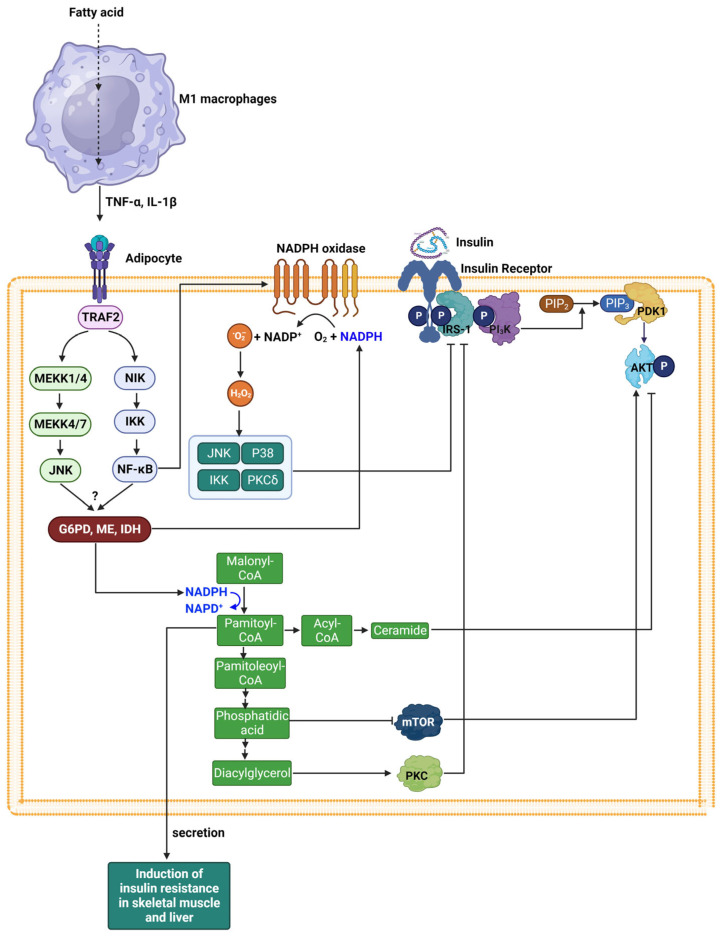 Fatty acid
M1 macrophages
TNF-α, IL-1β
Adipocyte
NADPH oxidase
Insulin
Insulin Receptor
TRAF2
P
P
IRS-1
P
PI₃K
PIP₂
PIP₃
PDK1
AKT
P
MEKK1/4
NIK
MEKK4/7
IKK
JNK
NF-κB
?
G6PD, ME, IDH
·O₂⁻ + NADP⁺
O₂ + NADPH
H₂O₂
JNK
P38
IKK
PKCδ
Malonyl-
CoA
NADPH
NAPD⁺
Pamitoyl-
CoA
Acyl-
CoA
Ceramide
Pamitoleoyl-
CoA
Phosphatidic
acid
mTOR
Diacylglycerol
PKC
secretion
Induction of
insulin resistance
in skeletal muscle
and liver